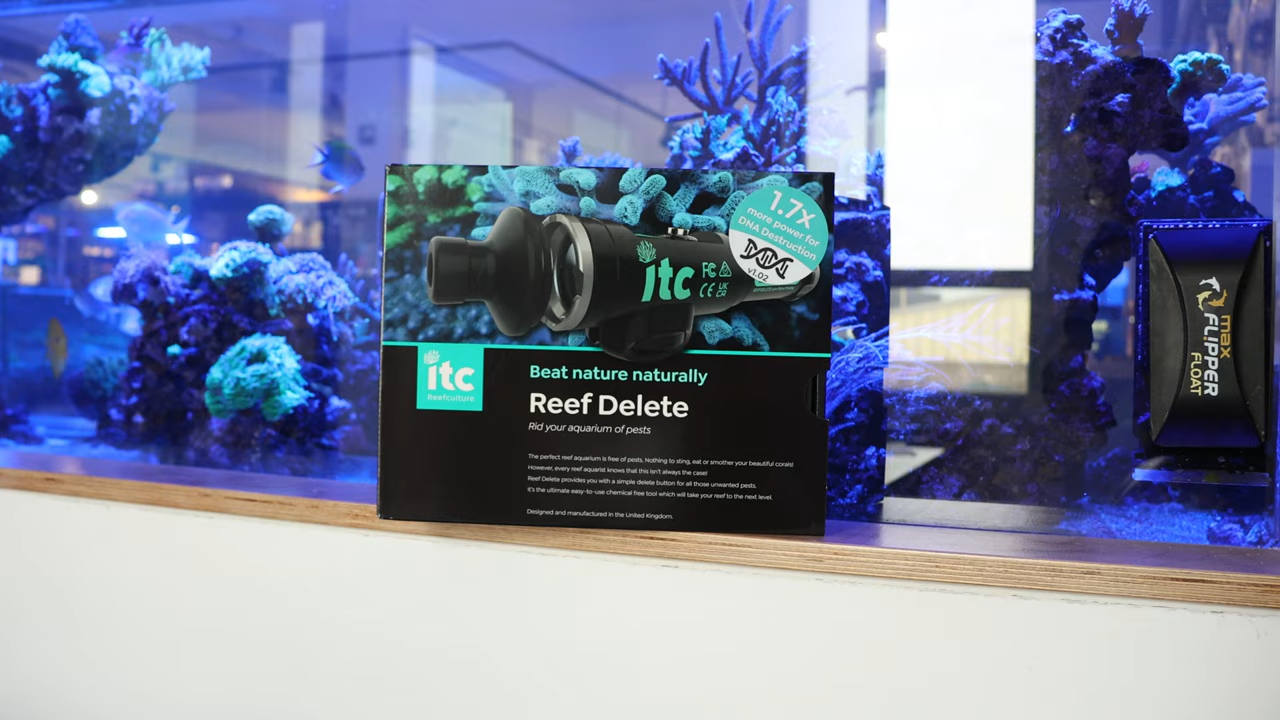 1.7x
more power for
DNA Destruction
v1.02
itc
FC
CE UK
CA
itc
Reefculture
Beat nature naturally
Reef Delete
Rid your aquarium of pests
The perfect reef aquarium is free of pests. Nothing to sting, eat or smother your beautiful corals!
However, every reef aquarist knows that this isn't always the case!
Reef Delete provides you with a simple delete button for all those unwanted pests.
it's the ultimate easy-to-use chemical free tool which will take your reef to the next level.
Designed and manufactured in the United Kingdom.
max
FLIPPER
FLOAT